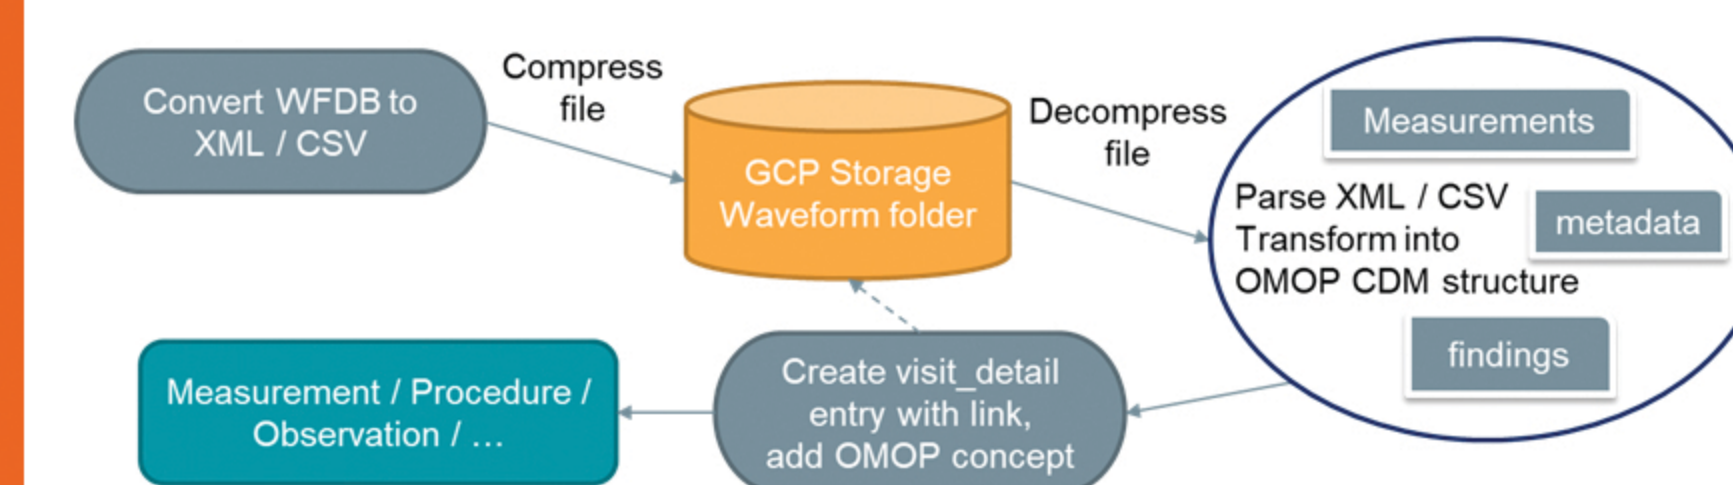 Convert WFDB to
XML / CSV
Compress
file
GCP Storage
Waveform folder
Decompress
file
Measurements
Parse XML / CSV
Transform into
OMOP CDM structure
metadata
findings
Create visit_detail
entry with link,
add OMOP concept
Measurement / Procedure /
Observation / ...